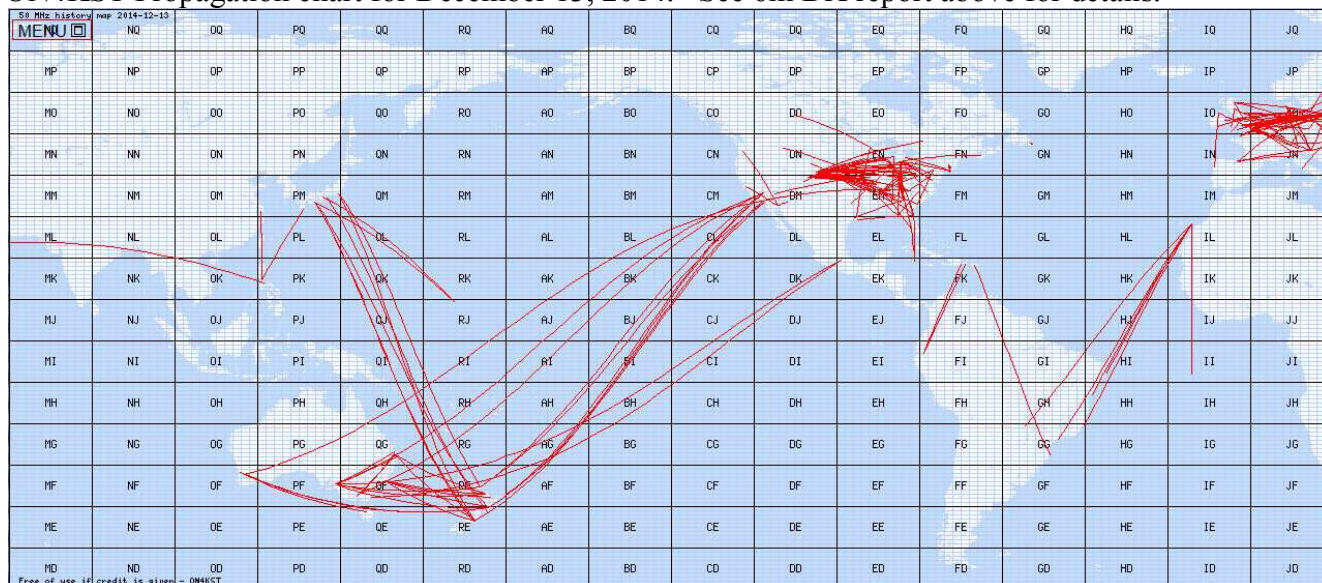 50 MHz history map 2014-12-13
MENU NQ OQ PQ QQ RQ AQ BQ CQ DQ EQ FQ GQ HQ IQ JQ
MP NP OP PP QP RP AP BP CP DP EP FP GP HP IP JP
MO NO OO PO QO RO AO BO CO DO EO FO GO HO IO
MN NN ON PN QN RN AN BN CN DN EN FN GN HN IN JN
MM NM OM PM QM RM AM BM CM DM EM FM GM HM IM JM
ML NL OL PL QL RL AL BL CL DL EL FL GL HL IL JL
MK NK OK PK QK RK AK BK CK DK EK FK GK HK IK JK
MJ NJ OJ PJ QJ RJ AJ BJ CJ DJ EJ FJ GJ HJ IJ JJ
MI NI OI PI QI RI AI BI CI DI EI FI GI HI II JI
MH NH OH PH QH RH AH BH CH DH EH FH GH HH IH JH
MG NG OG PG QG RG AG BG CG DG EG FG GG HG IG JG
MF NF OF PF QF RF AF BF CF DF EF FF GF HF IF JF
ME NE OE PE QE RE AE BE CE DE EE FE GE HE IE JE
MD ND OD PD QD RD AD BD CD DD ED FD GD HD ID JD
Free of use if credit is given - ON4KST